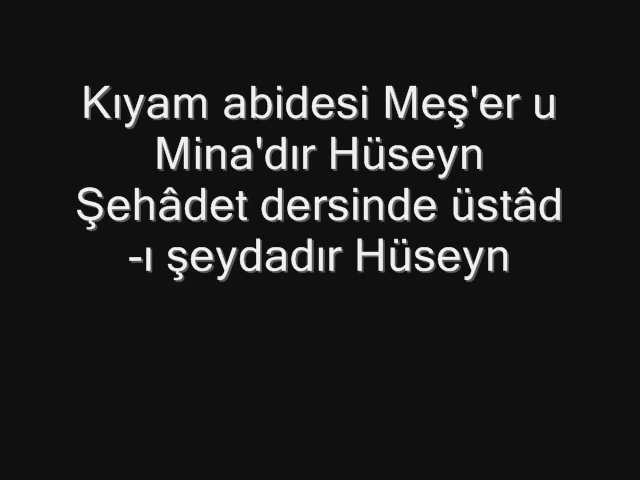 Kıyam abidesi Meş'er u
Mina'dır Hüseyn
Şehâdet dersinde üstâd
-ı şeydadır Hüseyn